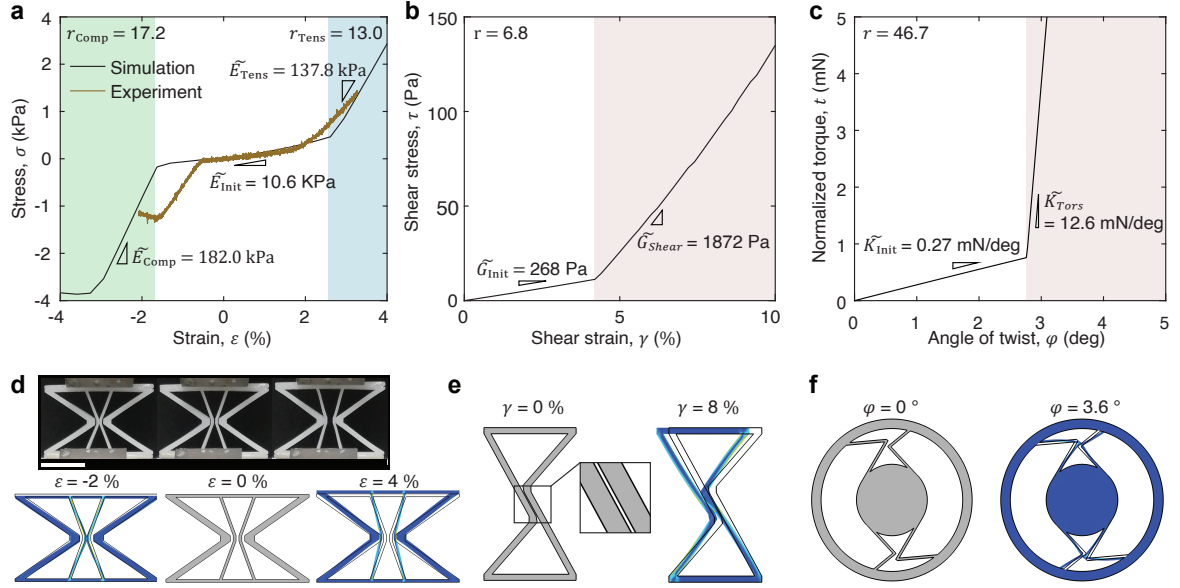 a
r_Comp = 17.2
r_Tens = 13.0
Simulation
Experiment
Ẽ_Tens = 137.8 kPa
Ẽ_Init = 10.6 KPa
Ẽ_Comp = 182.0 kPa
4
2
1
0
-1
-2
-4
Stress, σ (kPa)
-4
-2
0
2
4
Strain, ε (%)
b
r = 6.8
150
100
50
0
Shear stress, τ (Pa)
G̃_Init = 268 Pa
G̃_Shear = 1872 Pa
0
5
10
Shear strain, γ (%)
c
r = 46.7
5
4
3
2
1
0
Normalized torque, t (mN)
K̃_Init = 0.27 mN/deg
K̃_Tors
= 12.6 mN/deg
0
1
2
3
4
5
Angle of twist, φ (deg)
d
ε = -2 %
ε = 0 %
ε = 4 %
e
γ = 0 %
γ = 8 %
f
φ = 0 °
φ = 3.6 °